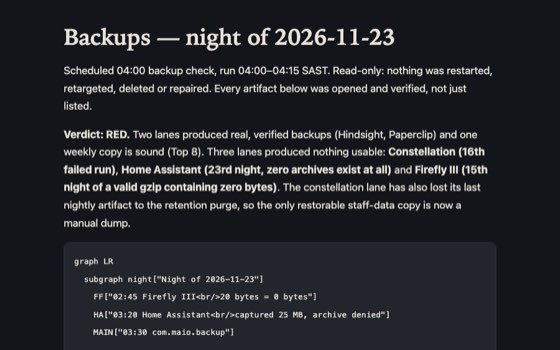 Backups — night of 2026-11-23
Scheduled 04:00 backup check, run 04:00–04:15 SAST. Read-only: nothing was restarted,
retargeted, deleted or repaired. Every artifact below was opened and verified, not just
listed.
Verdict: RED. Two lanes produced real, verified backups (Hindsight, Paperclip) and one
weekly copy is sound (Top 8). Three lanes produced nothing usable: Constellation (16th
failed run), Home Assistant (23rd night, zero archives exist at all) and Firefly III (15th
night of a valid gzip containing zero bytes). The constellation lane has also lost its last
nightly artifact to the retention purge, so the only restorable staff-data copy is now a
manual dump.
graph LR
subgraph night["Night of 2026-11-23"]
FF["02:45 Firefly III<br/>20 bytes = 0 bytes"]
HA["03:20 Home Assistant<br/>captured 25 MB, archive denied"]
MAIN["03:30 com.maio.backup"]